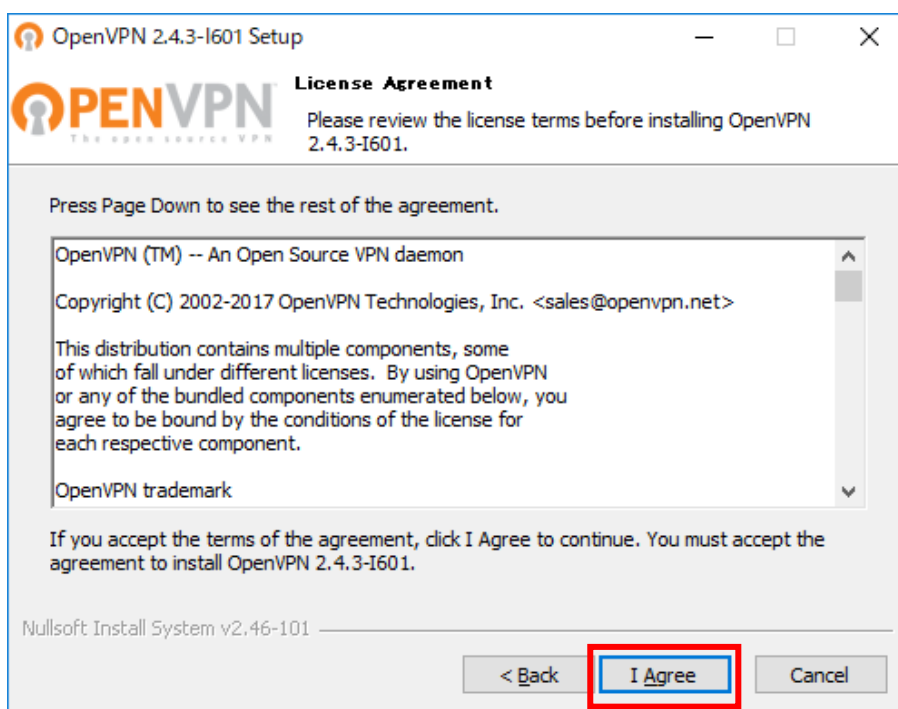 OpenVPN 2.4.3-I601 Setup
OPENVPN
The open source VPN
License Agreement
Please review the license terms before installing OpenVPN
2.4.3-I601.
Press Page Down to see the rest of the agreement.
OpenVPN (TM) -- An Open Source VPN daemon
Copyright (C) 2002-2017 OpenVPN Technologies, Inc. <sales@openvpn.net>
This distribution contains multiple components, some
of which fall under different licenses.  By using OpenVPN
or any of the bundled components enumerated below, you
agree to be bound by the conditions of the license for
each respective component.
OpenVPN trademark
If you accept the terms of the agreement, click I Agree to continue. You must accept the
agreement to install OpenVPN 2.4.3-I601.
Nullsoft Install System v2.46-101
< Back
I Agree
Cancel